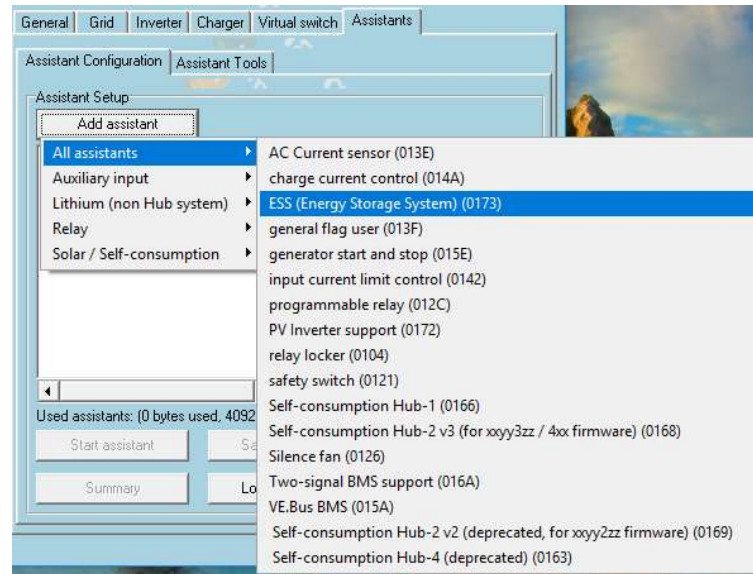 General Grid Inverter Charger Virtual switch Assistants
Assistant Configuration Assistant Tools
Assistant Setup
Add assistant
All assistants
Auxiliary input
Lithium (non Hub system)
Relay
Solar / Self-consumption
AC Current sensor (013E)
charge current control (014A)
ESS (Energy Storage System) (0173)
general flag user (013F)
generator start and stop (015E)
input current limit control (0142)
programmable relay (012C)
PV Inverter support (0172)
relay locker (0104)
safety switch (0121)
Self-consumption Hub-1 (0166)
Self-consumption Hub-2 v3 (for xxyy3zz / 4xx firmware) (0168)
Silence fan (0126)
Two-signal BMS support (016A)
VE.Bus BMS (015A)
Self-consumption Hub-2 v2 (deprecated, for xxyy2zz firmware) (0169)
Self-consumption Hub-4 (deprecated) (0163)
Used assistants: (0 bytes used, 4092
Start assistant Sa
Summary Lo